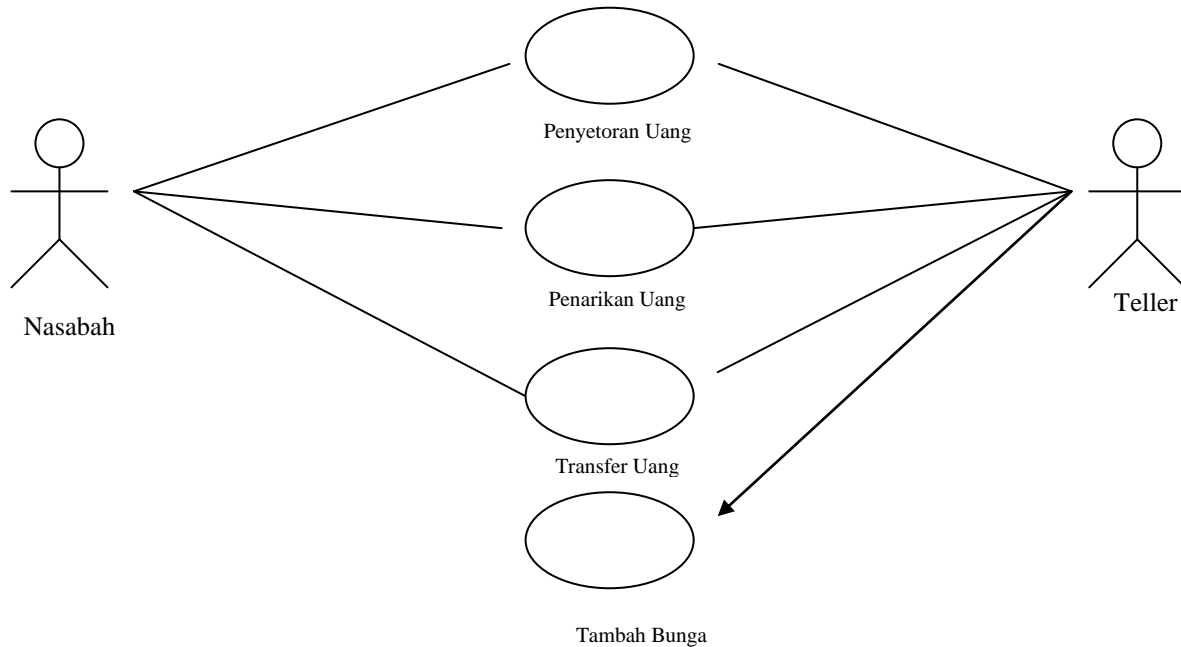 Penyetoran Uang
Penarikan Uang
Nasabah
Teller
Transfer Uang
Tambah Bunga